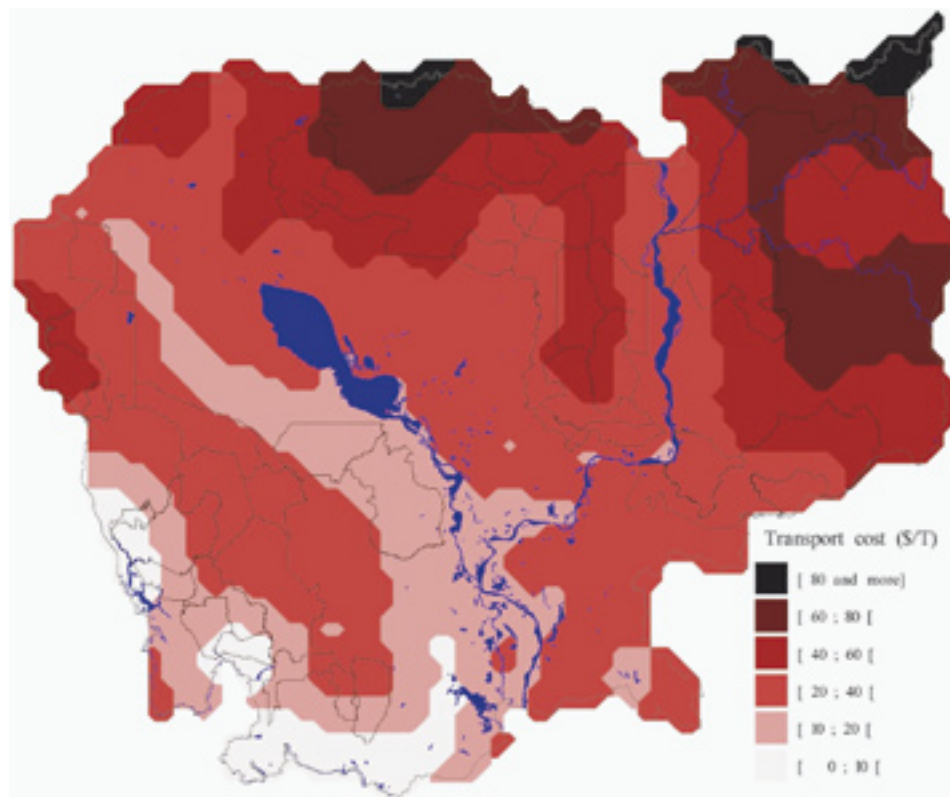 Transport cost ($/T)
[ 80 and more]
[ 60 ; 80 [
[ 40 ; 60 [
[ 20 ; 40 [
[ 10 ; 20 [
[ 0 ; 10 [